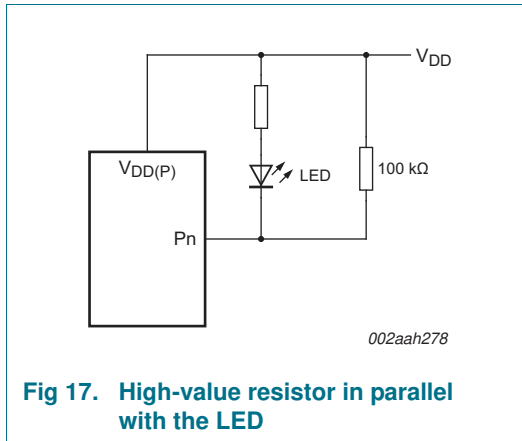 VDD
VDD(P)
LED
100 kΩ
Pn
002aah278
Fig 17. High-value resistor in parallel
with the LED